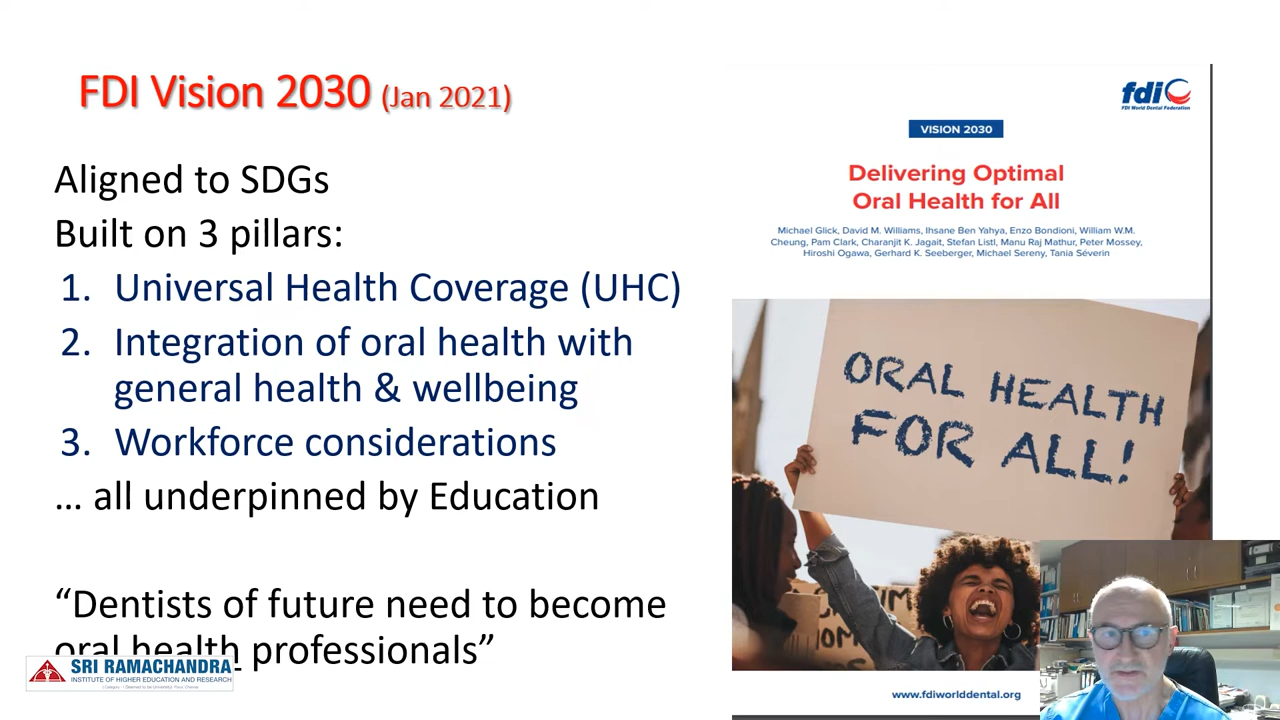 FDI Vision 2030 (Jan 2021)
Aligned to SDGs
Built on 3 pillars:
1. Universal Health Coverage (UHC)
2. Integration of oral health with
general health & wellbeing
3. Workforce considerations
... all underpinned by Education
“Dentists of future need to become
oral health professionals”
SRI RAMACHANDRA
INSTITUTE OF HIGHER EDUCATION AND RESEARCH
fdi
FDI World Dental Federation
VISION 2030
Delivering Optimal
Oral Health for All
Michael Glick, David M. Williams, Ihsane Ben Yahya, Enzo Bondioni, William W.M.
Cheung, Pam Clark, Charanjit K. Jagait, Stefan Listl, Manu Raj Mathur, Peter Mossey,
Hiroshi Ogawa, Gerhard K. Seeberger, Michael Sereny, Tania Séverin
ORAL HEALTH
FOR ALL!
www.fdiworlddental.org